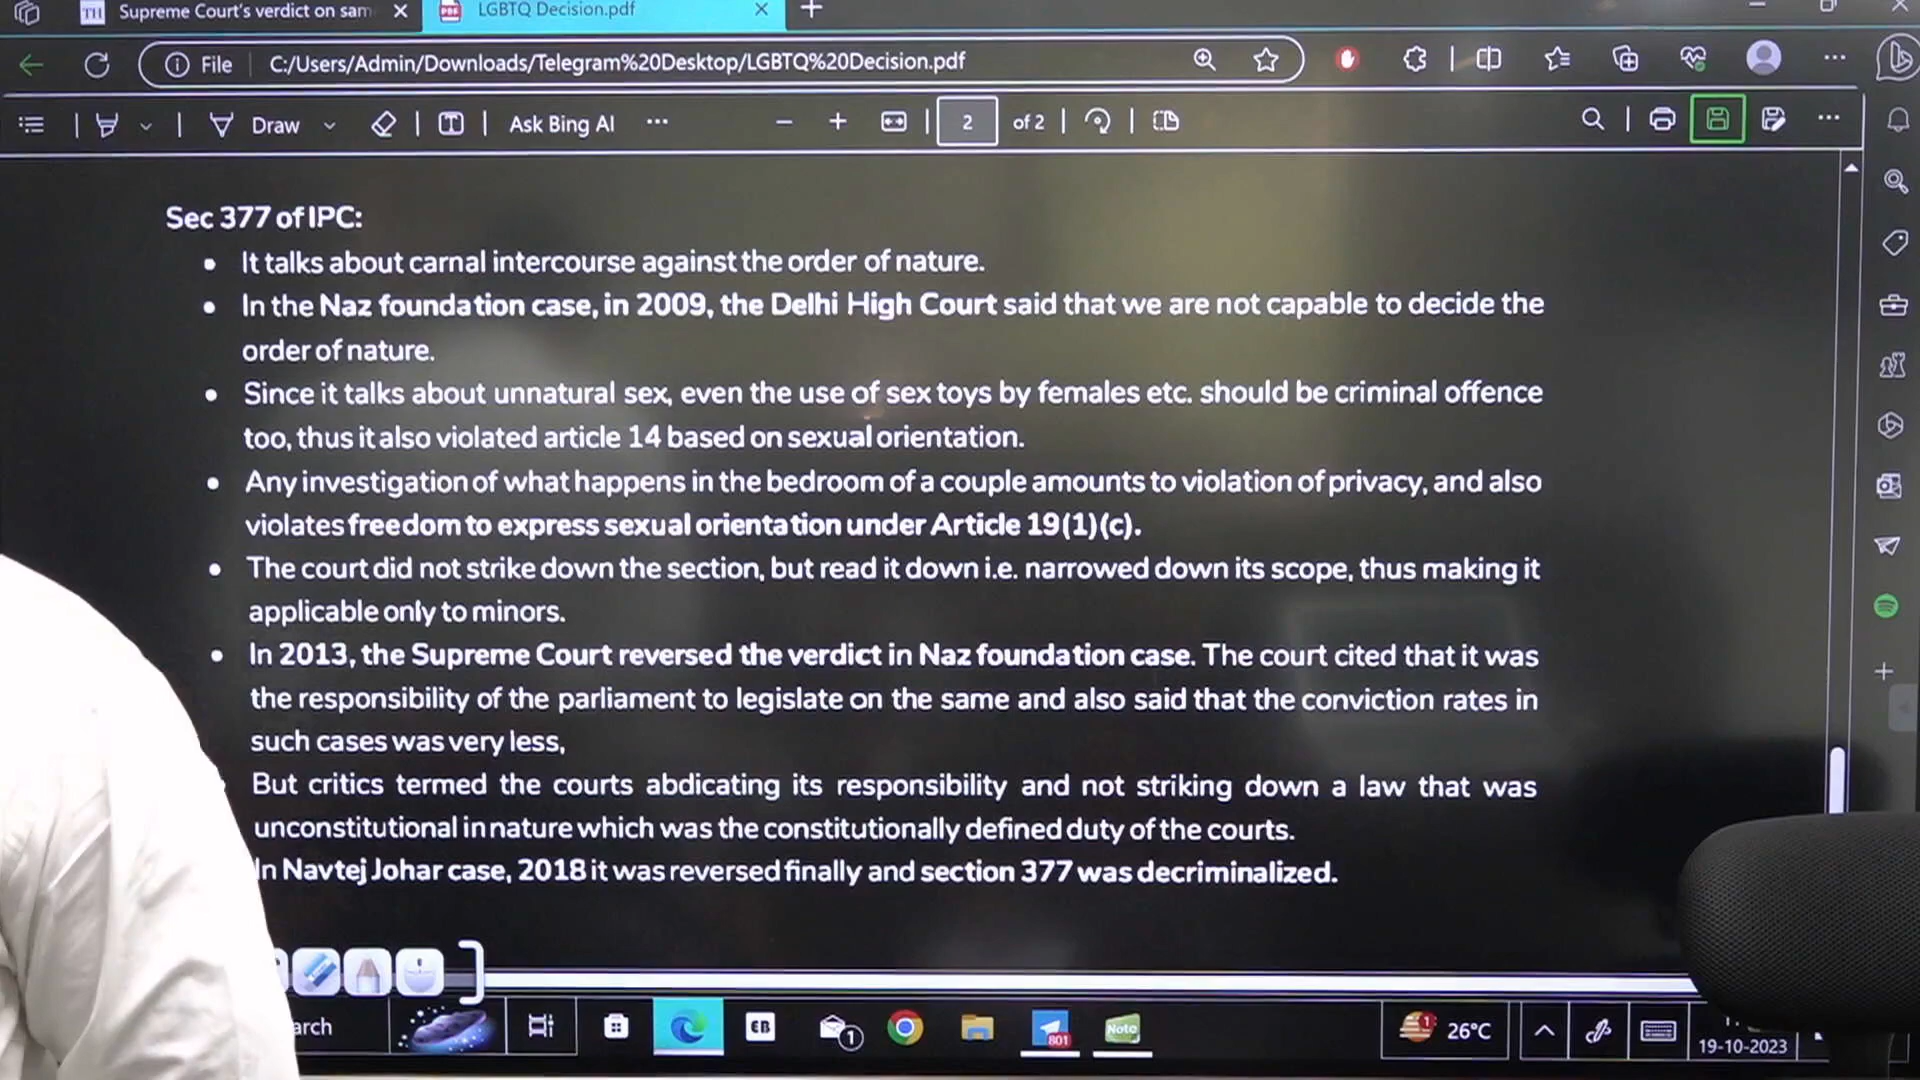 Supreme Court's verdict on sam
LGBTQ Decision.pdf
File
C:/Users/Admin/Downloads/Telegram%20Desktop/LGBTQ%20Decision.pdf
Draw
Ask Bing AI
2 of 2
Sec 377 of IPC:
• It talks about carnal intercourse against the order of nature.
• In the Naz foundation case, in 2009, the Delhi High Court said that we are not capable to decide the
order of nature.
• Since it talks about unnatural sex, even the use of sex toys by females etc. should be criminal offence
too, thus it also violated article 14 based on sexual orientation.
• Any investigation of what happens in the bedroom of a couple amounts to violation of privacy, and also
violates freedom to express sexual orientation under Article 19(1)(c).
• The court did not strike down the section, but read it down i.e. narrowed down its scope, thus making it
applicable only to minors.
• In 2013, the Supreme Court reversed the verdict in Naz foundation case. The court cited that it was
the responsibility of the parliament to legislate on the same and also said that the conviction rates in
such cases was very less,
But critics termed the courts abdicating its responsibility and not striking down a law that was
unconstitutional in nature which was the constitutionally defined duty of the courts.
In Navtej Johar case, 2018 it was reversed finally and section 377 was decriminalized.
arch
1
801
Note
1
26°C
19-10-2023